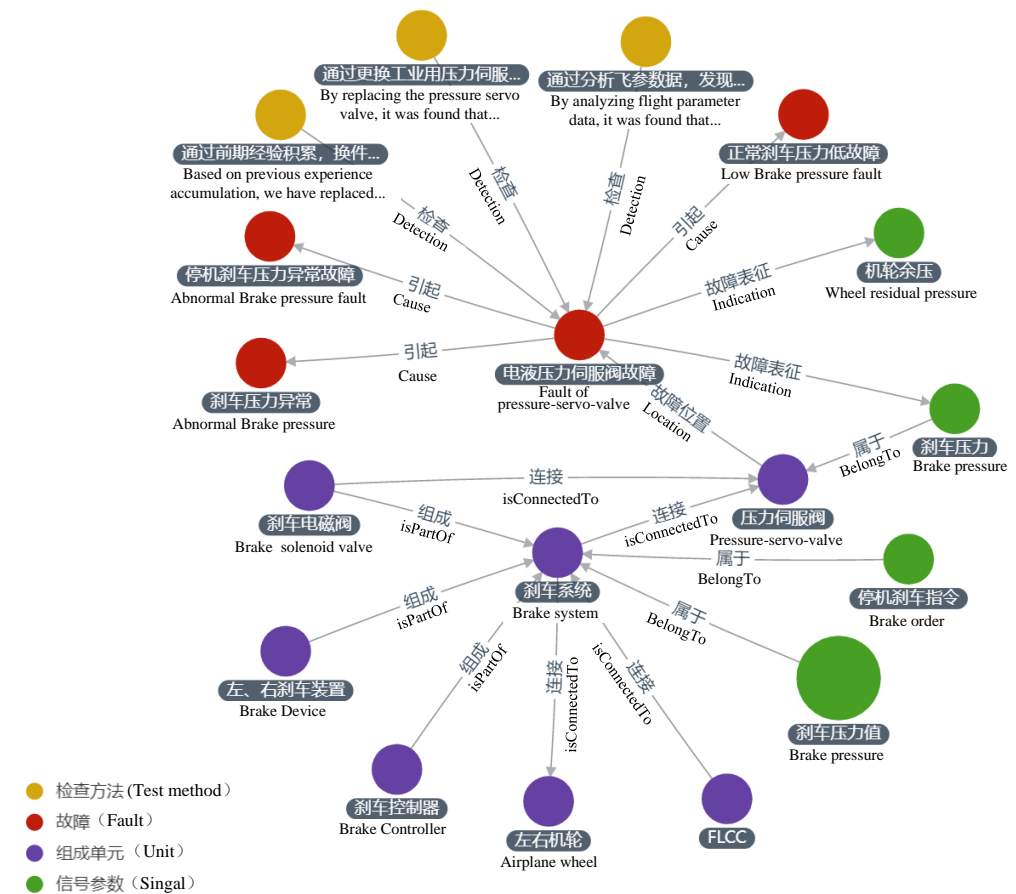 通过更换工业用压力伺服...
By replacing the pressure servo
valve, it was found that...
通过分析飞参数据，发现...
By analyzing flight parameter
data, it was found that...
通过前期经验积累，换件...
Based on previous experience
accumulation, we have replaced...
正常刹车压力低故障
Low Brake pressure fault
检查
Detection
检查
Detection
检查
Detection
引起
Cause
停机刹车压力异常故障
Abnormal Brake pressure fault
引起
Cause
故障表征
Indication
机轮余压
Wheel residual pressure
引起
Cause
刹车压力异常
Abnormal Brake pressure
电液压力伺服阀故障
Fault of
pressure-servo-valve
故障表征
Indication
故障位置
Location
刹车压力
Brake pressure
属于
BelongTo
连接
isConnectedTo
刹车电磁阀
Brake  solenoid valve
组成
isPartOf
连接
isConnectedTo
压力伺服阀
Pressure-servo-valve
属于
BelongTo
停机刹车指令
Brake order
刹车系统
Brake system
组成
isPartOf
属于
BelongTo
左、右刹车装置
Brake Device
组成
isPartOf
连接
isConnectedTo
连接
isConnectedTo
刹车压力值
Brake pressure
刹车控制器
Brake Controller
左右机轮
Airplane wheel
FLCC
检查方法(Test method）
故障（Fault）
组成单元（Unit）
信号参数（Singal）